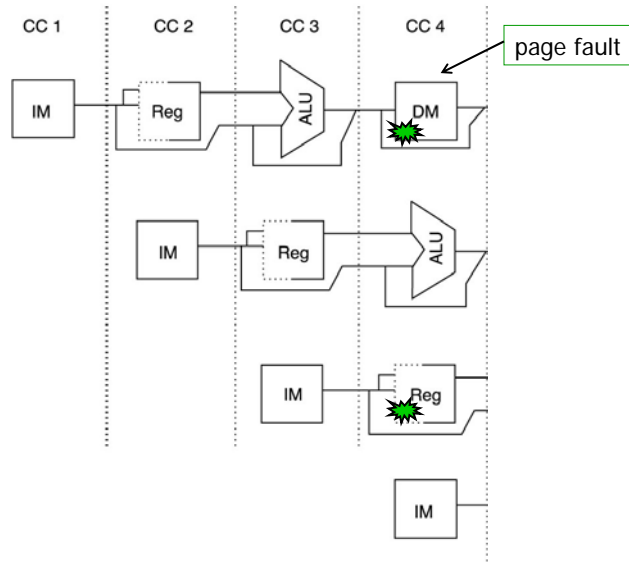 CC 1 CC 2 CC 3 CC 4
page fault
IM Reg ALU DM
IM Reg ALU
IM Reg
IM